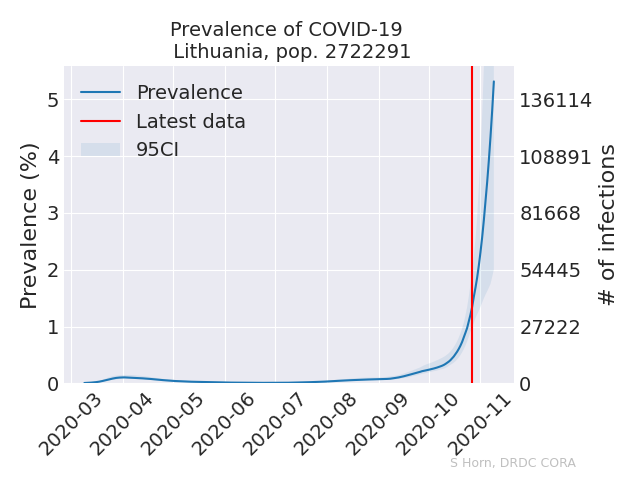 Prevalence of COVID-19
Lithuania, pop. 2722291
Prevalence
Latest data
95CI
Prevalence (%)
5
4
3
2
1
0
136114
108891
81668
54445
27222
0
# of infections
2020-03
2020-04
2020-05
2020-06
2020-07
2020-08
2020-09
2020-10
2020-11
S Horn, DRDC CORA